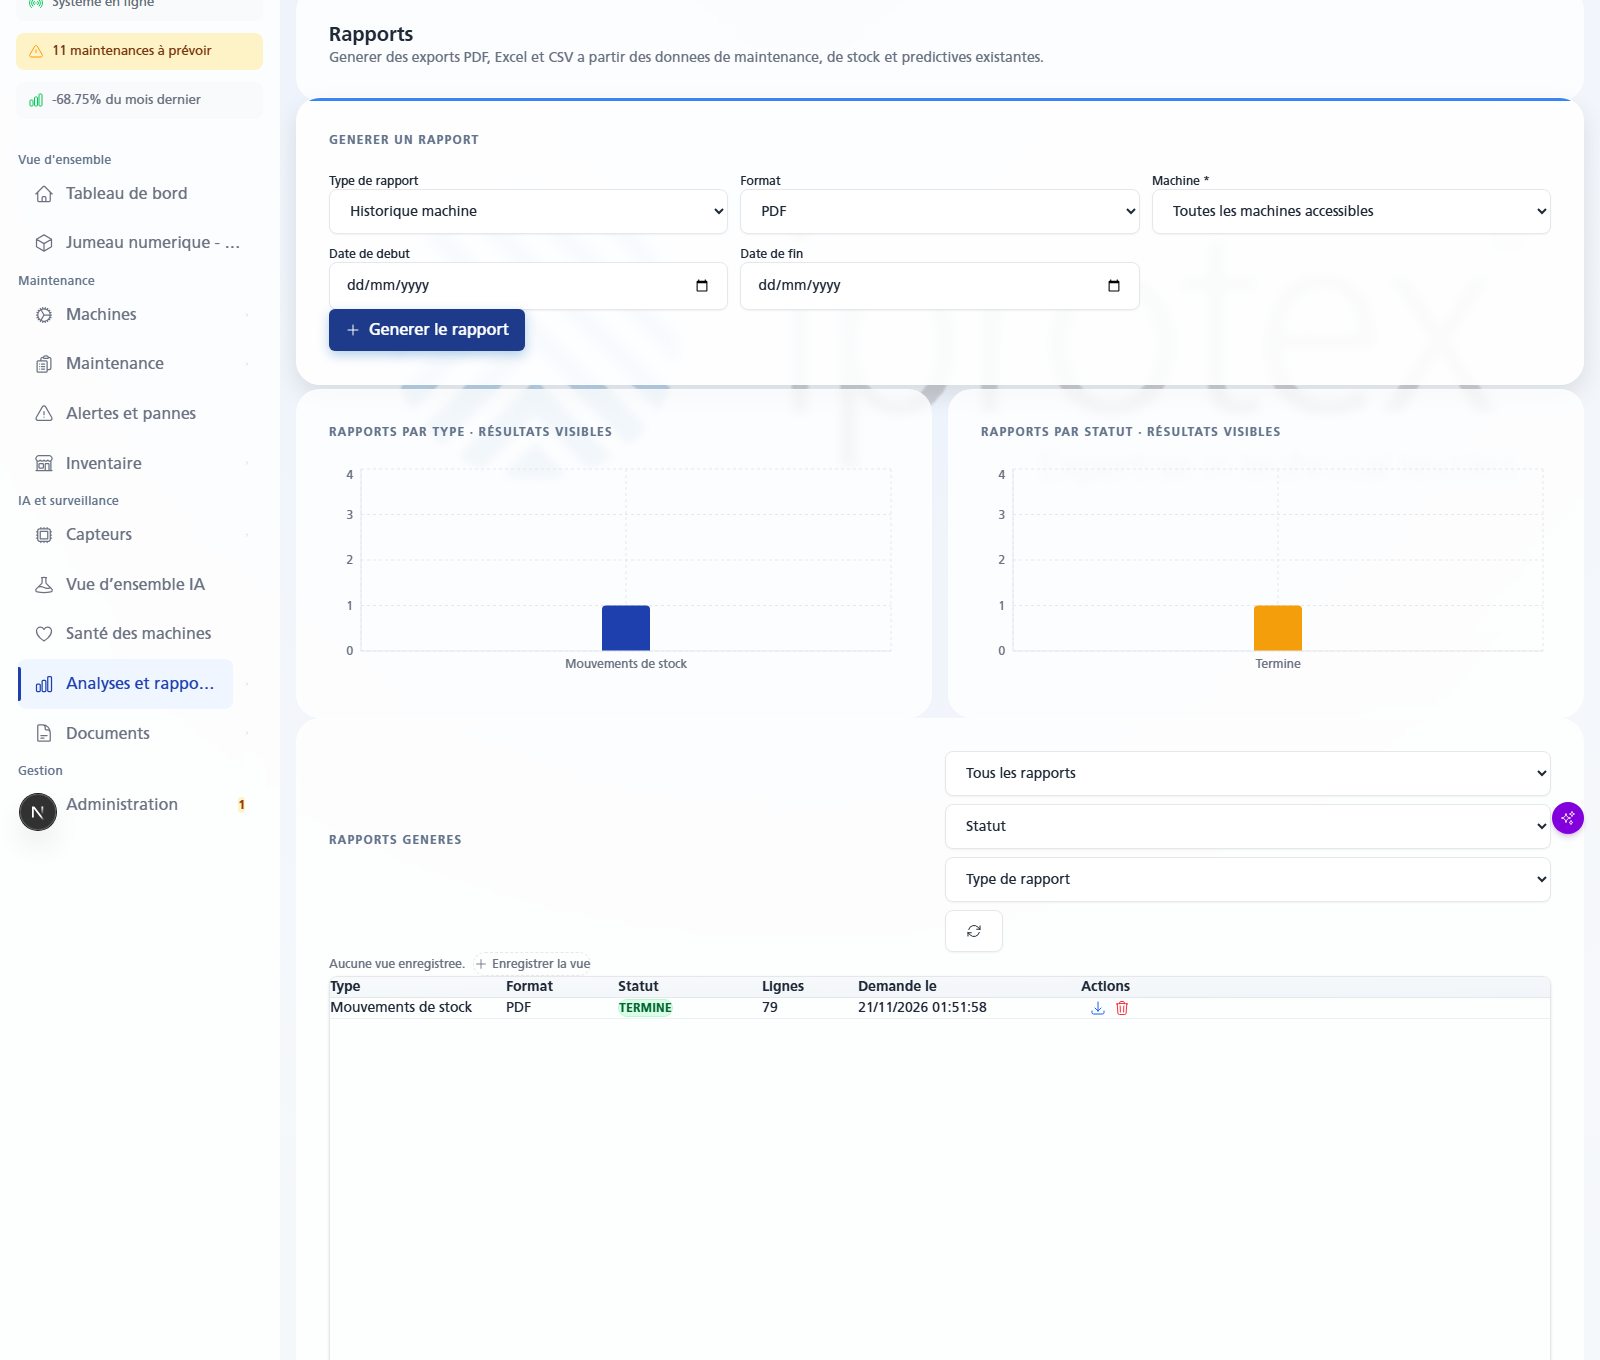 Système en ligne
11 maintenances à prévoir
-68.75% du mois dernier
Vue d'ensemble
Tableau de bord
Jumeau numerique - ...
Maintenance
Machines
Maintenance
Alertes et pannes
Inventaire
IA et surveillance
Capteurs
Vue d’ensemble IA
Santé des machines
Analyses et rappo...
Documents
Gestion
Administration
1
N
Rapports
Generer des exports PDF, Excel et CSV a partir des donnees de maintenance, de stock et predictives existantes.
GENERER UN RAPPORT
Type de rapport
Historique machine
Format
PDF
Machine *
Toutes les machines accessibles
Date de debut
dd/mm/yyyy
Date de fin
dd/mm/yyyy
Generer le rapport
iprotex
RAPPORTS PAR TYPE · RÉSULTATS VISIBLES
4
3
2
1
0
Mouvements de stock
RAPPORTS PAR STATUT · RÉSULTATS VISIBLES
4
3
2
1
0
Termine
RAPPORTS GENERES
Tous les rapports
Statut
Type de rapport
Aucune vue enregistree.
Enregistrer la vue
Type Format Statut Lignes Demande le Actions
Mouvements de stock PDF TERMINE 79 21/11/2026 01:51:58